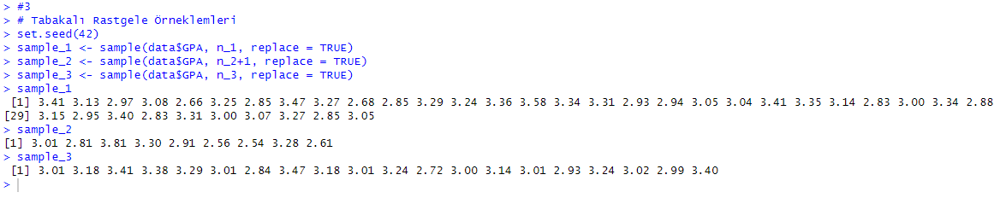 > #3
> # Tabakalı Rastgele Örneklemleri
> set.seed(42)
> sample_1 <- sample(data$GPA, n_1, replace = TRUE)
> sample_2 <- sample(data$GPA, n_2+1, replace = TRUE)
> sample_3 <- sample(data$GPA, n_3, replace = TRUE)
> sample_1
 [1] 3.41 3.13 2.97 3.08 2.66 3.25 2.85 3.47 3.27 2.68 2.85 3.29 3.24 3.36 3.58 3.34 3.31 2.93 2.94 3.05 3.04 3.41 3.35 3.14 2.83 3.00 3.34 2.88
[29] 3.15 2.95 3.40 2.83 3.31 3.00 3.07 3.27 2.85 3.05
> sample_2
[1] 3.01 2.81 3.81 3.30 2.91 2.56 2.54 3.28 2.61
> sample_3
 [1] 3.01 3.18 3.41 3.38 3.29 3.01 2.84 3.47 3.18 3.01 3.24 2.72 3.00 3.14 3.01 2.93 3.24 3.02 2.99 3.40
>